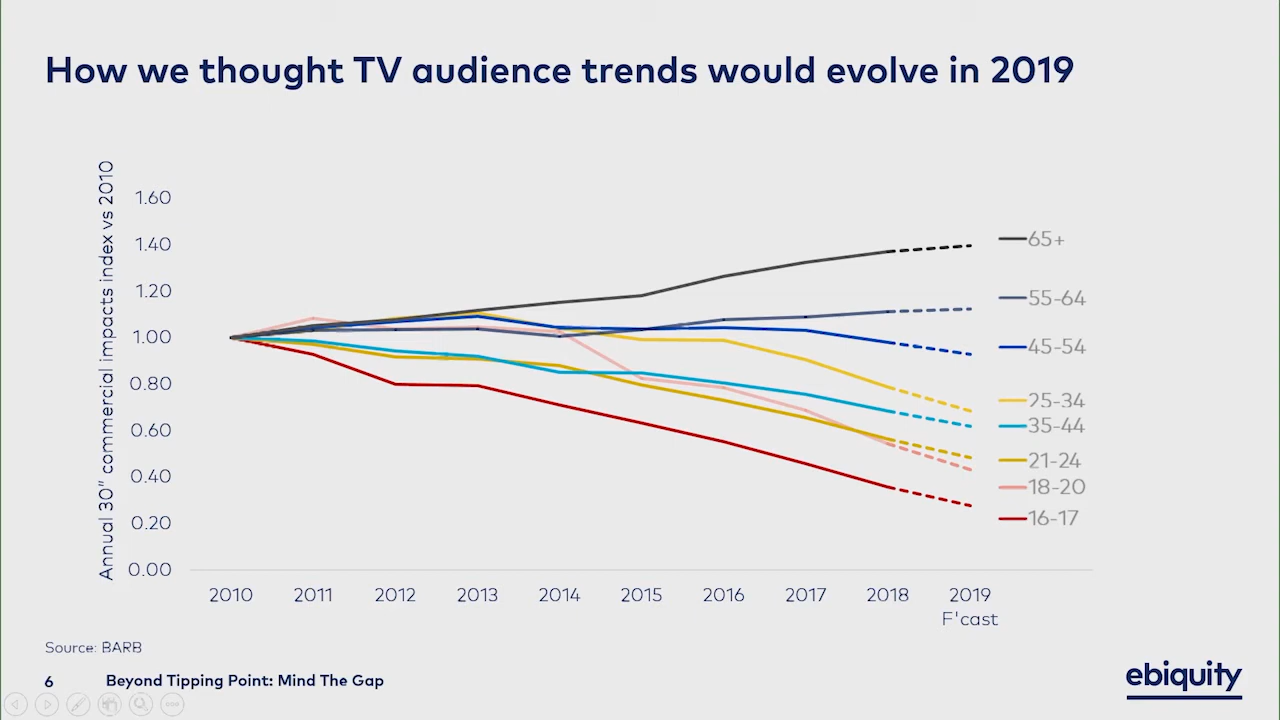 How we thought TV audience trends would evolve in 2019
Annual 30” commercial impacts index vs 2010
1.60
1.40
1.20
1.00
0.80
0.60
0.40
0.20
0.00
65+
55-64
45-54
25-34
35-44
21-24
18-20
16-17
2010 2011 2012 2013 2014 2015 2016 2017 2018 2019
F'cast
Source: BARB
6 Beyond Tipping Point: Mind The Gap
ebiquity